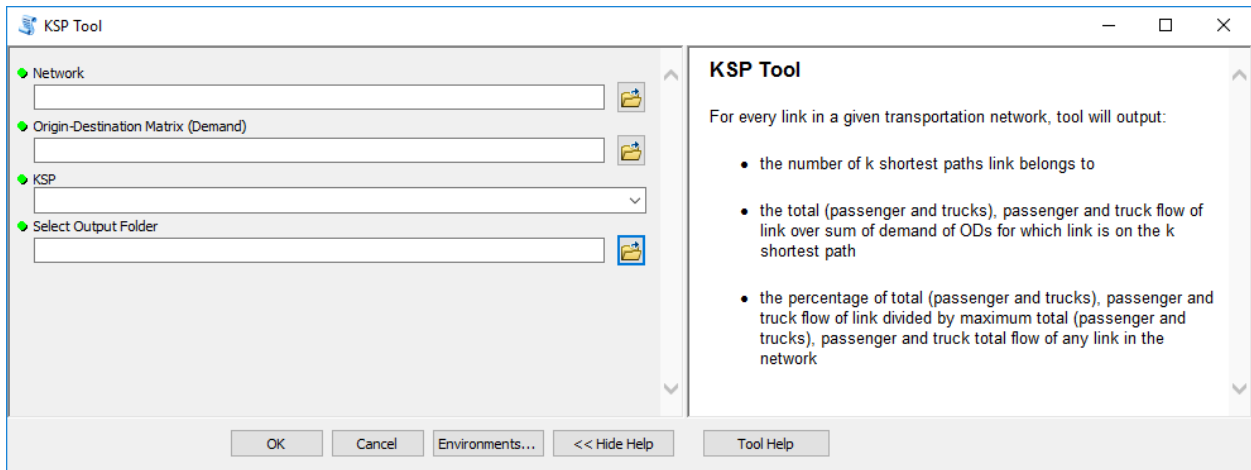 KSP Tool
Network
Origin-Destination Matrix (Demand)
KSP
Select Output Folder
KSP Tool
For every link in a given transportation network, tool will output:
• the number of k shortest paths link belongs to
• the total (passenger and trucks), passenger and truck flow of
link over sum of demand of ODs for which link is on the k
shortest path
• the percentage of total (passenger and trucks), passenger and
truck flow of link divided by maximum total (passenger and
trucks), passenger and truck total flow of any link in the
network
OK
Cancel
Environments...
<< Hide Help
Tool Help